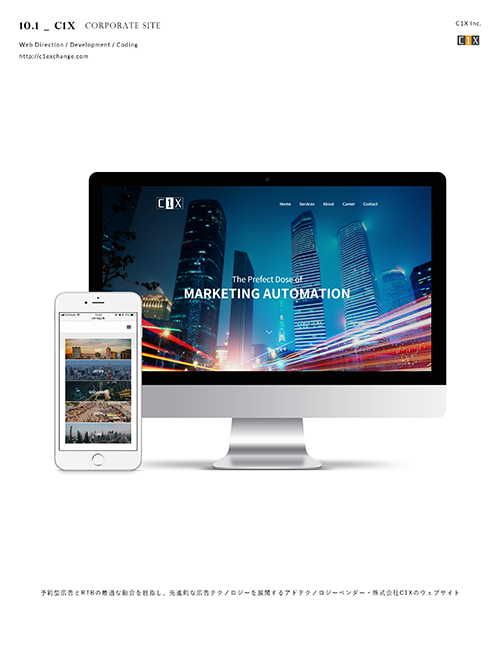 10.1 _ C1X CORPORATE SITE
C1X Inc.
Web Direction / Development / Coding
C1X
http://c1exchange.com
C1X
Home Services About Career Contact
The Prefect Dose of
MARKETING AUTOMATION
予約型広告とRTBの最適な融合を目指し、先進的な広告テクノロジーを展開するアドテクノロジーベンダー・株式会社C1Xのウェブサイト